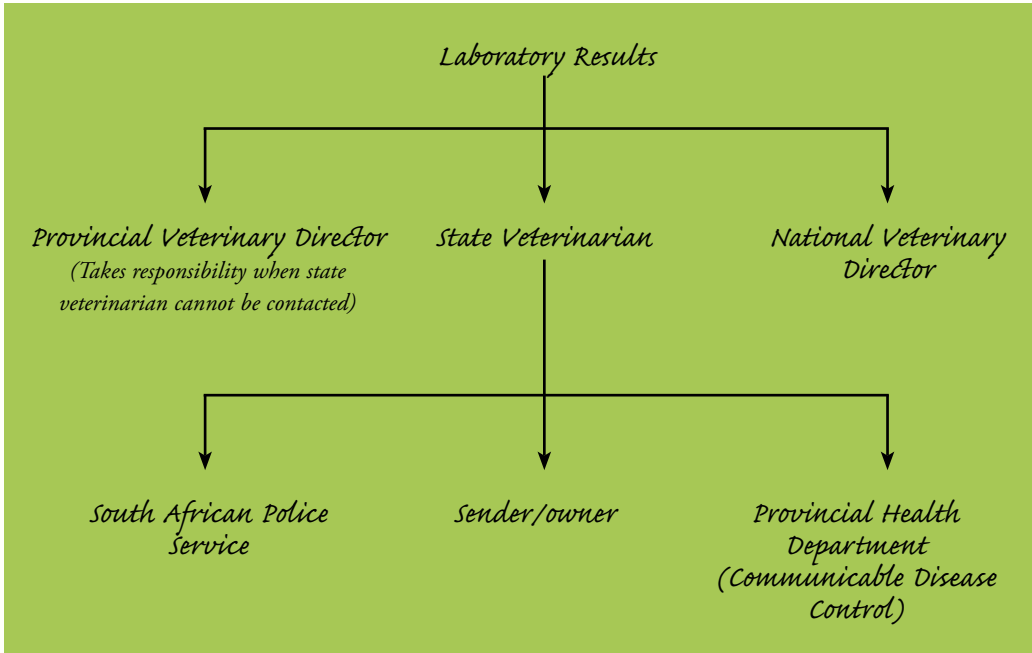 Laboratory Results
Provincial Veterinary Director
(Takes responsibility when state
veterinarian cannot be contacted)
State Veterinarian
National Veterinary
Director
South African Police
Service
Sender/owner
Provincial Health
Department
(Communicable Disease
Control)